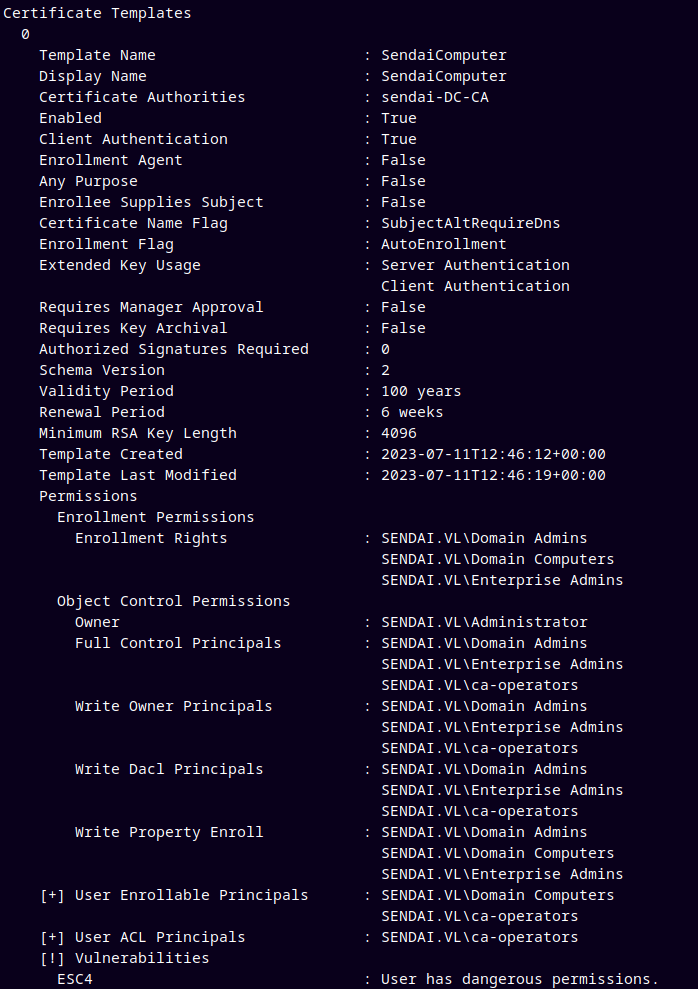 Certificate Templates
0
Template Name : SendaiComputer
Display Name : SendaiComputer
Certificate Authorities : sendai-DC-CA
Enabled : True
Client Authentication : True
Enrollment Agent : False
Any Purpose : False
Enrollee Supplies Subject : False
Certificate Name Flag : SubjectAltRequireDns
Enrollment Flag : AutoEnrollment
Extended Key Usage : Server Authentication
Client Authentication
Requires Manager Approval : False
Requires Key Archival : False
Authorized Signatures Required : 0
Schema Version : 2
Validity Period : 100 years
Renewal Period : 6 weeks
Minimum RSA Key Length : 4096
Template Created : 2023-07-11T12:46:12+00:00
Template Last Modified : 2023-07-11T12:46:19+00:00
Permissions
Enrollment Permissions
Enrollment Rights : SENDAI.VL\Domain Admins
SENDAI.VL\Domain Computers
SENDAI.VL\Enterprise Admins
Object Control Permissions
Owner : SENDAI.VL\Administrator
Full Control Principals : SENDAI.VL\Domain Admins
SENDAI.VL\Enterprise Admins
SENDAI.VL\ca-operators
Write Owner Principals : SENDAI.VL\Domain Admins
SENDAI.VL\Enterprise Admins
SENDAI.VL\ca-operators
Write Dacl Principals : SENDAI.VL\Domain Admins
SENDAI.VL\Enterprise Admins
SENDAI.VL\ca-operators
Write Property Enroll : SENDAI.VL\Domain Admins
SENDAI.VL\Domain Computers
SENDAI.VL\Enterprise Admins
[+] User Enrollable Principals : SENDAI.VL\Domain Computers
SENDAI.VL\ca-operators
[+] User ACL Principals : SENDAI.VL\ca-operators
[!] Vulnerabilities
ESC4 : User has dangerous permissions.